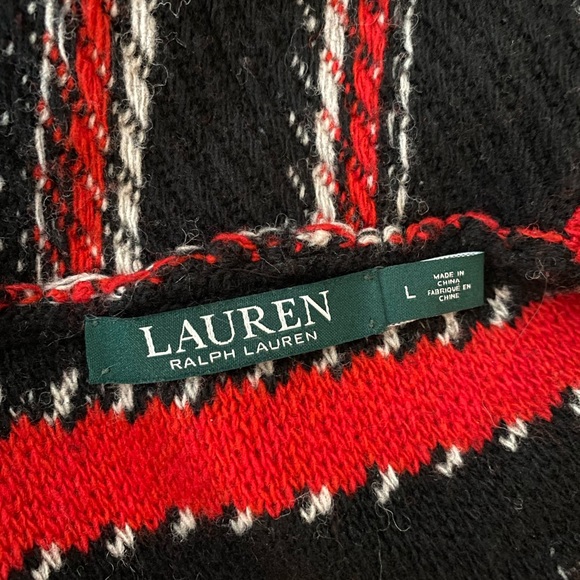 LAUREN
RALPH LAUREN
L
MADE IN
CHINA
FABRIQUÉ EN
CHINE